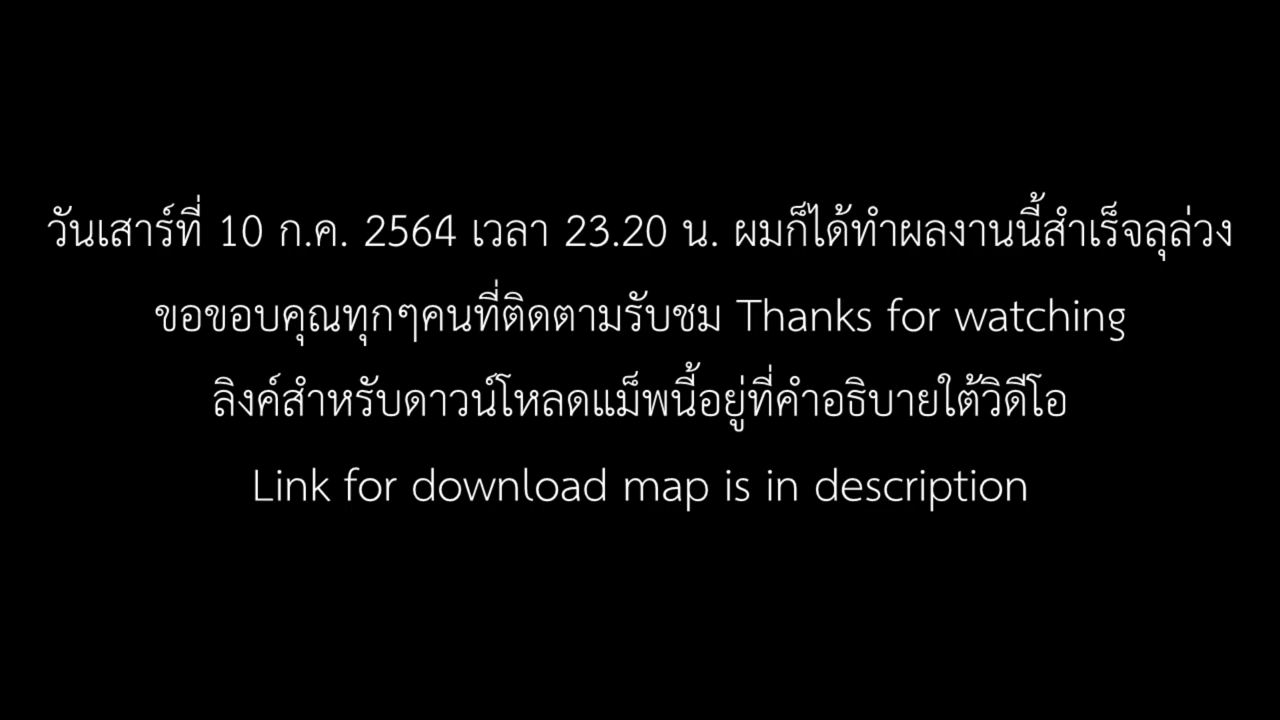 วันเสาร์ที่ 10 ก.ค. 2564 เวลา 23.20 น. ผมก็ได้ทำผลงานนี้สำเร็จลุล่วง
ขอขอบคุณทุกๆคนที่ติดตามรับชม Thanks for watching
ลิงค์สำหรับดาวน์โหลดแม็พนี้อยู่ที่คำอธิบายใต้วิดีโอ
Link for download map is in description